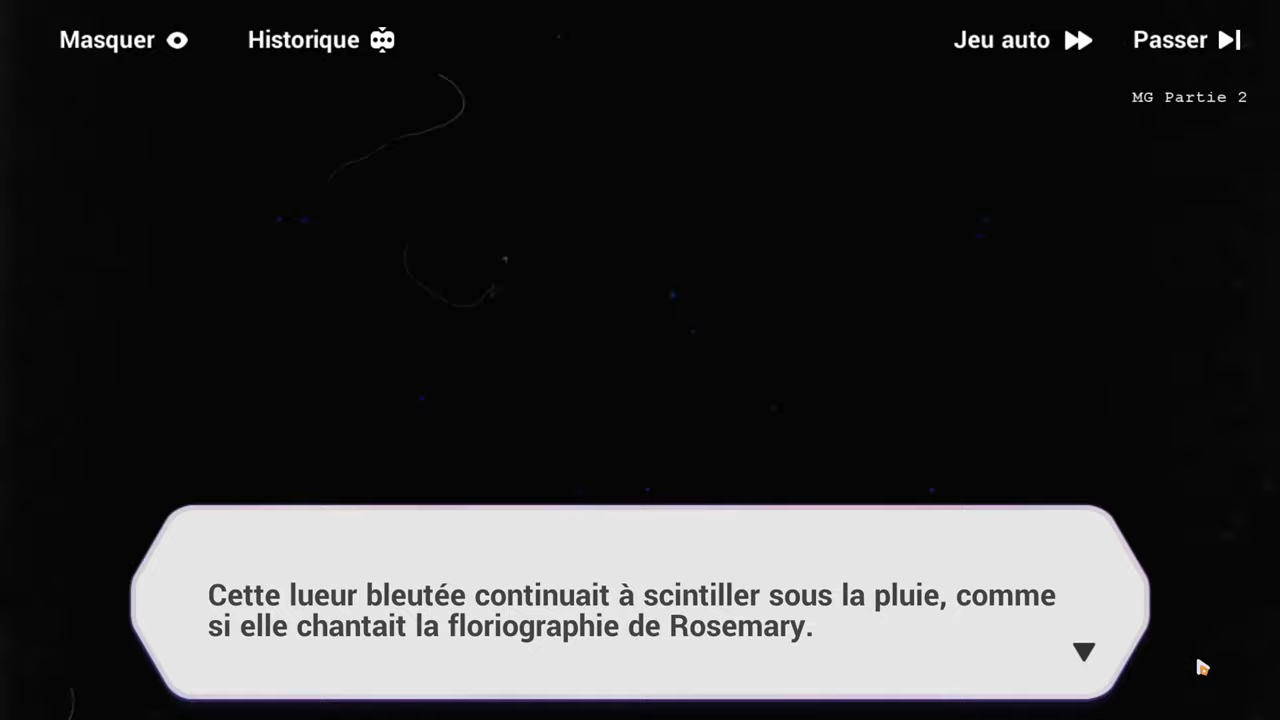 Masquer
Historique
Jeu auto
Passer
MG Partie 2
Cette lueur bleutée continuait à scintiller sous la pluie, comme
si elle chantait la floriographie de Rosemary.